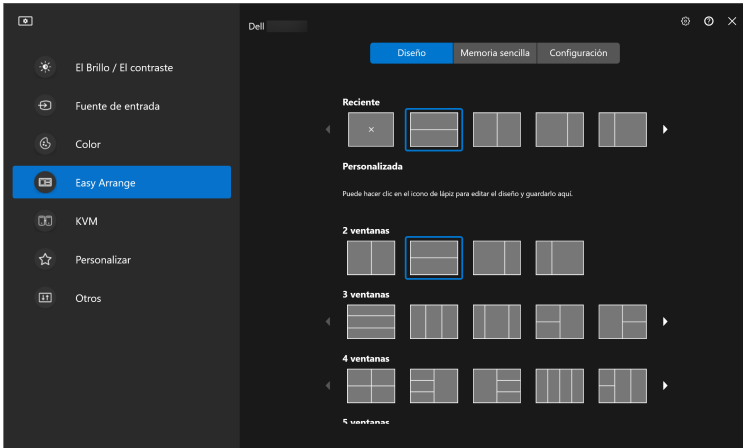 Dell
Diseño
Memoria sencilla
Configuración
El Brillo / El contraste
Fuente de entrada
Color
Easy Arrange
KVM
Personalizar
Otros
Reciente
Personalizada
Puede hacer clic en el icono de lápiz para editar el diseño y guardarlo aquí.
2 ventanas
3 ventanas
4 ventanas
5 ventanas